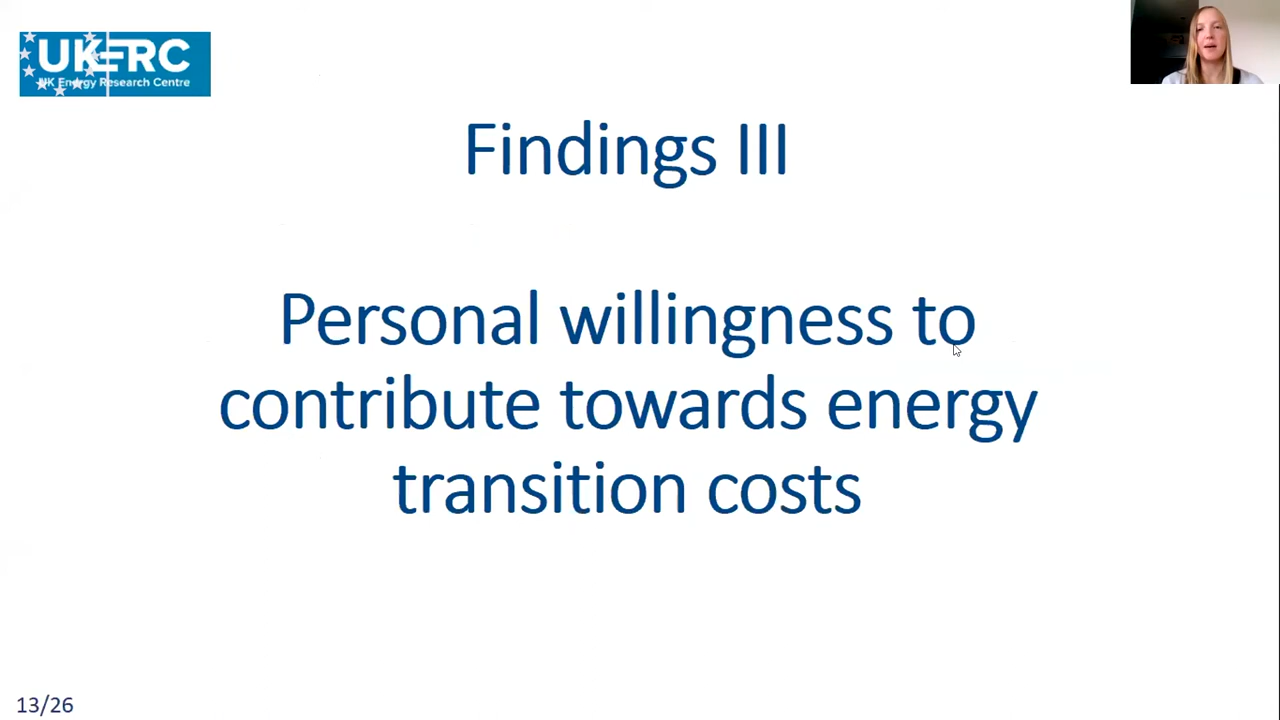 UKERC
UK Energy Research Centre
Findings III
Personal willingness to
contribute towards energy
transition costs
13/26